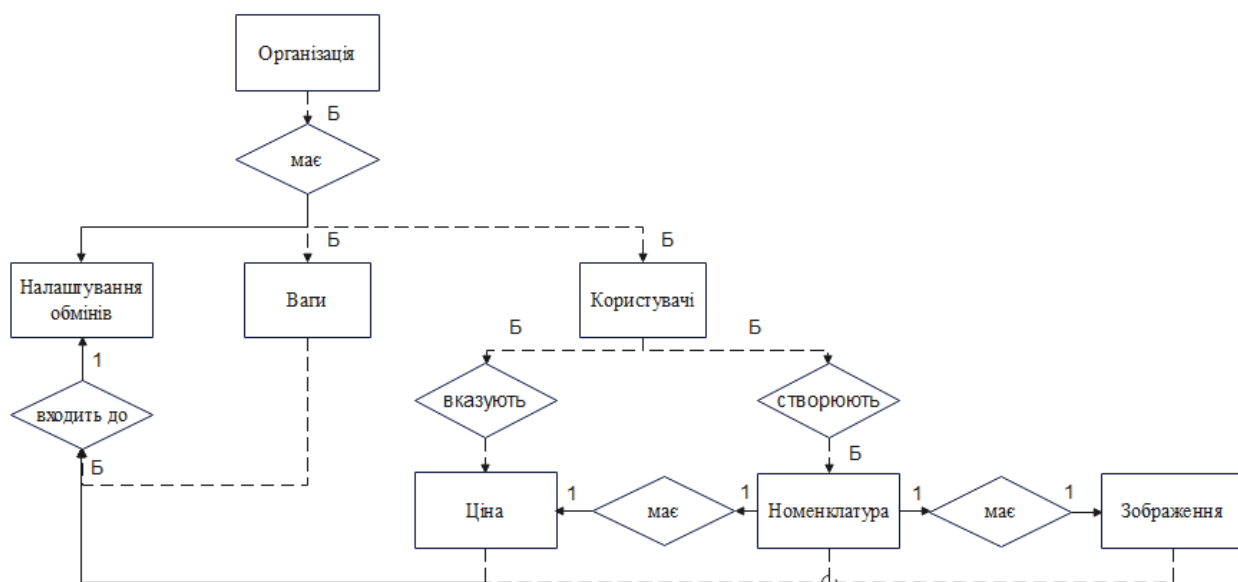 Організація
Б
має
Б
Б
Налаштування
обмінів
Ваги
Користувачі
Б
Б
1
входить до
вказують
створюють
Б
Б
Ціна
1
має
1
Номенклатура
1
має
1
Зображення